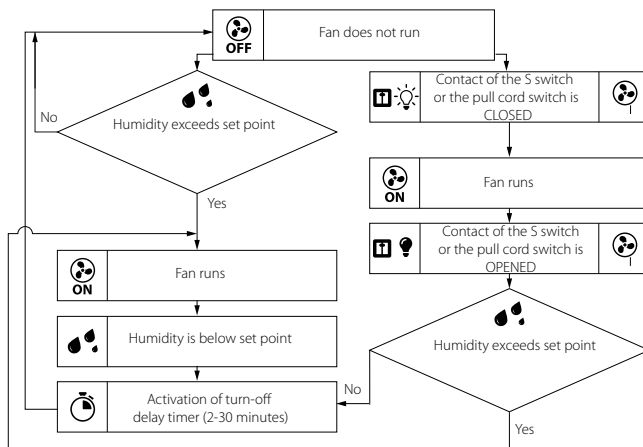 OFF
Fan does not run
Humidity exceeds set point
No
Yes
ON
Fan runs
Humidity is below set point
Activation of turn-off
delay timer (2-30 minutes)
Contact of the S switch
or the pull cord switch is
CLOSED
ON
Fan runs
Contact of the S switch
or the pull cord switch is
OPENED
Humidity exceeds set point
No
Yes